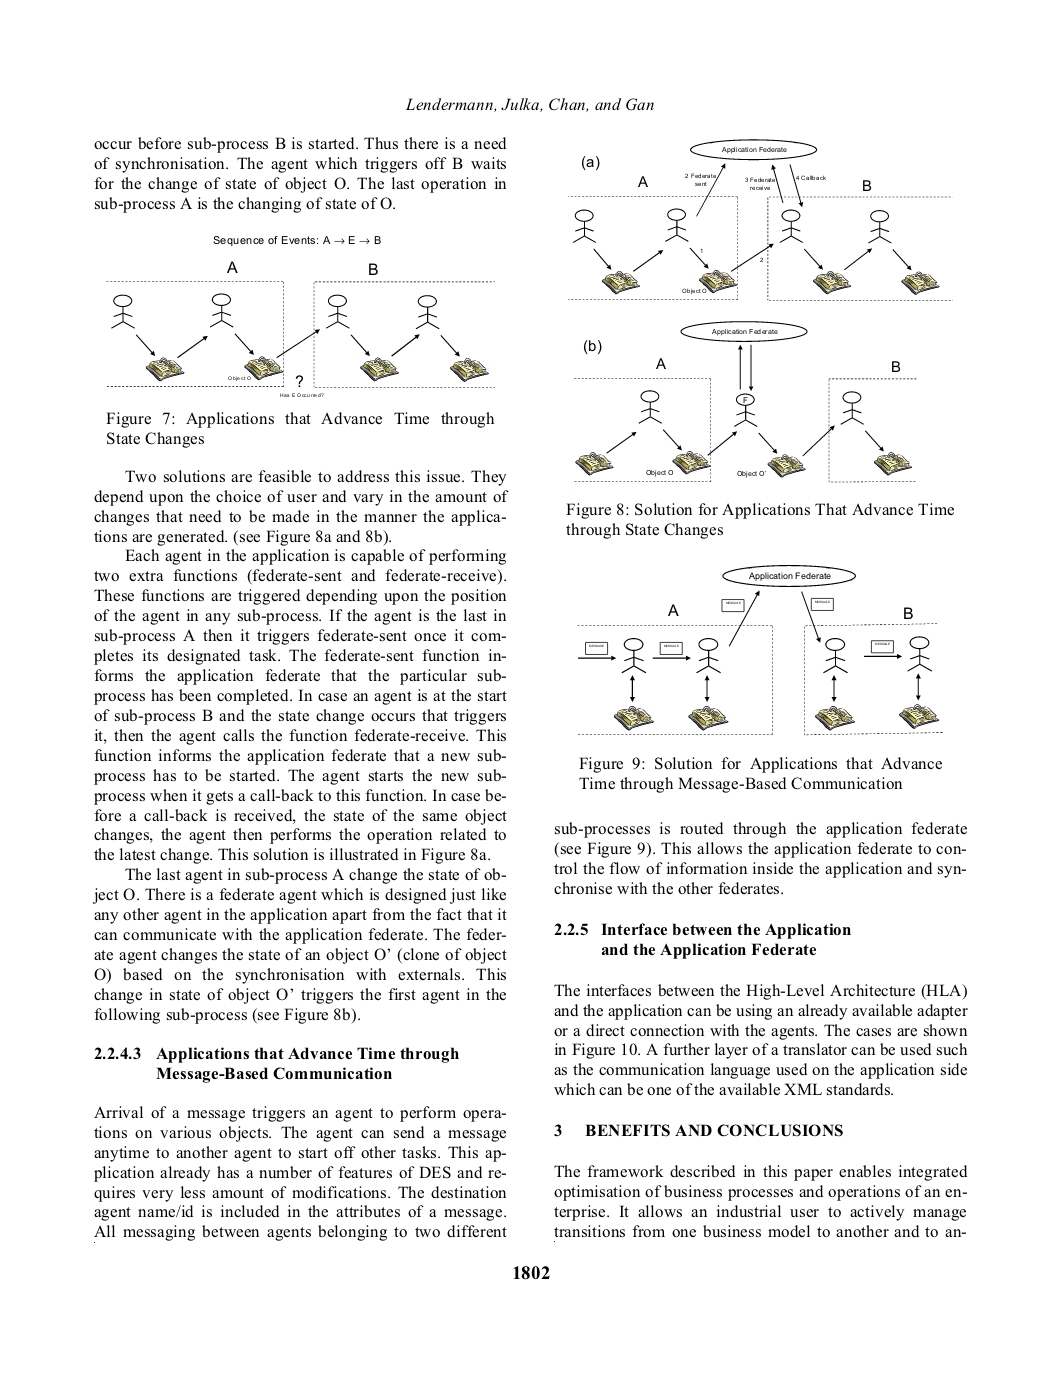 Lendermann, Julka, Chan, and Gan
occur before sub-process B is started. Thus there is a need
of synchronisation. The agent which triggers off B waits
for the change of state of object O. The last operation in
sub-process A is the changing of state of O.
Sequence of Events: A → E → B
A
B
Object O
?
Has E Occurred?
Figure 7: Applications that Advance Time through
State Changes
Two solutions are feasible to address this issue. They
depend upon the choice of user and vary in the amount of
changes that need to be made in the manner the applica-
tions are generated. (see Figure 8a and 8b).
Each agent in the application is capable of performing
two extra functions (federate-sent and federate-receive).
These functions are triggered depending upon the position
of the agent in any sub-process. If the agent is the last in
sub-process A then it triggers federate-sent once it com-
pletes its designated task. The federate-sent function in-
forms the application federate that the particular sub-
process has been completed. In case an agent is at the start
of sub-process B and the state change occurs that triggers
it, then the agent calls the function federate-receive. This
function informs the application federate that a new sub-
process has to be started. The agent starts the new sub-
process when it gets a call-back to this function. In case be-
fore a call-back is received, the state of the same object
changes, the agent then performs the operation related to
the latest change. This solution is illustrated in Figure 8a.
The last agent in sub-process A change the state of ob-
ject O. There is a federate agent which is designed just like
any other agent in the application apart from the fact that it
can communicate with the application federate. The feder-
ate agent changes the state of an object O’ (clone of object
O) based on the synchronisation with externals. This
change in state of object O’ triggers the first agent in the
following sub-process (see Figure 8b).
2.2.4.3 Applications that Advance Time through
Message-Based Communication
Arrival of a message triggers an agent to perform opera-
tions on various objects. The agent can send a message
anytime to another agent to start off other tasks. This ap-
plication already has a number of features of DES and re-
quires very less amount of modifications. The destination
agent name/id is included in the attributes of a message.
All messaging between agents belonging to two different
(a)
Application Federate
A
2 Federate
sent
3 Federate
receive
4 Callback
B
1
2
Object O
Application Federate
(b)
A
B
F
Object O
Object O’
Figure 8: Solution for Applications That Advance Time
through State Changes
Application Federate
A
MESSAGE
MESSAGE
B
MESSAGE
MESSAGE
MESSAGE
Figure 9: Solution for Applications that Advance
Time through Message-Based Communication
sub-processes is routed through the application federate
(see Figure 9). This allows the application federate to con-
trol the flow of information inside the application and syn-
chronise with the other federates.
2.2.5 Interface between the Application
and the Application Federate
The interfaces between the High-Level Architecture (HLA)
and the application can be using an already available adapter
or a direct connection with the agents. The cases are shown
in Figure 10. A further layer of a translator can be used such
as the communication language used on the application side
which can be one of the available XML standards.
3 BENEFITS AND CONCLUSIONS
The framework described in this paper enables integrated
optimisation of business processes and operations of an en-
terprise. It allows an industrial user to actively manage
transitions from one business model to another and to an-
1802